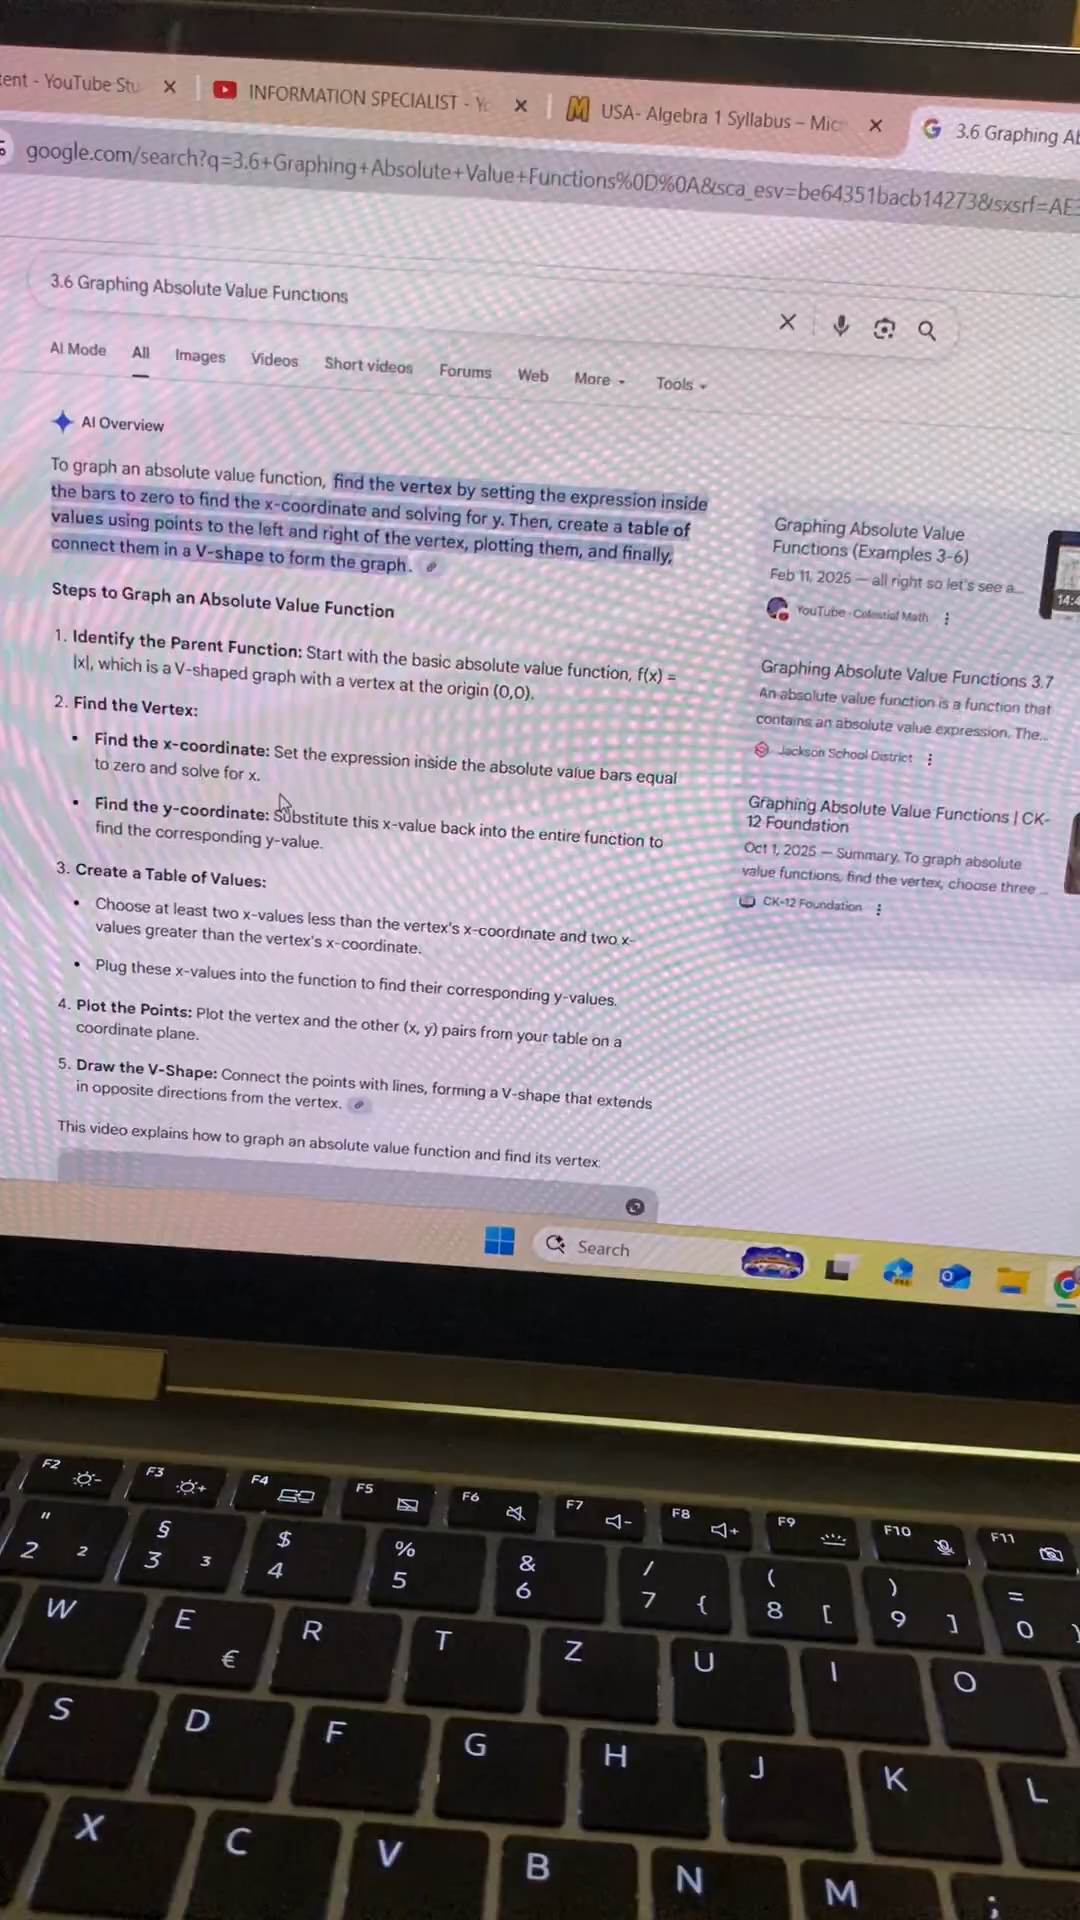 tent - YouTube Stu
INFORMATION SPECIALIST - Yo
USA- Algebra 1 Syllabus – Mic
3.6 Graphing Ab
google.com/search?q=3.6+Graphing+Absolute+Value+Functions%0D%0A&sca_esv=be64351bacb14273&sxsrf=AE3
3.6 Graphing Absolute Value Functions
AI Mode All Images Videos Short videos Forums Web More Tools
AI Overview
To graph an absolute value function, find the vertex by setting the expression inside
the bars to zero to find the x-coordinate and solving for y. Then, create a table of
values using points to the left and right of the vertex, plotting them, and finally,
connect them in a V-shape to form the graph.
Steps to Graph an Absolute Value Function
1. Identify the Parent Function: Start with the basic absolute value function, f(x) =
|x|, which is a V-shaped graph with a vertex at the origin (0,0).
2. Find the Vertex:
• Find the x-coordinate: Set the expression inside the absolute value bars equal
to zero and solve for x.
• Find the y-coordinate: Substitute this x-value back into the entire function to
find the corresponding y-value.
3. Create a Table of Values:
• Choose at least two x-values less than the vertex's x-coordinate and two x-
values greater than the vertex's x-coordinate.
• Plug these x-values into the function to find their corresponding y-values.
4. Plot the Points: Plot the vertex and the other (x, y) pairs from your table on a
coordinate plane.
5. Draw the V-Shape: Connect the points with lines, forming a V-shape that extends
in opposite directions from the vertex.
This video explains how to graph an absolute value function and find its vertex:
Graphing Absolute Value
Functions (Examples 3-6)
Feb 11, 2025 — all right so let's see a...
YouTube · Celestial Math
14:4
Graphing Absolute Value Functions 3.7
An absolute value function is a function that
contains an absolute value expression. The...
Jackson School District
Graphing Absolute Value Functions | CK-
12 Foundation
Oct 1, 2025 — Summary. To graph absolute
value functions, find the vertex, choose three ...
CK-12 Foundation
Search
F2 F3 F4 F5 F6 F7 F8 F9 F10 F11
" § $ % & / ( ) =
2 2 3 3 4 5 6 7 { 8 [ 9 ] 0 }
W E € R T Z U I O
S D F G H J K L
X C V B N M ;